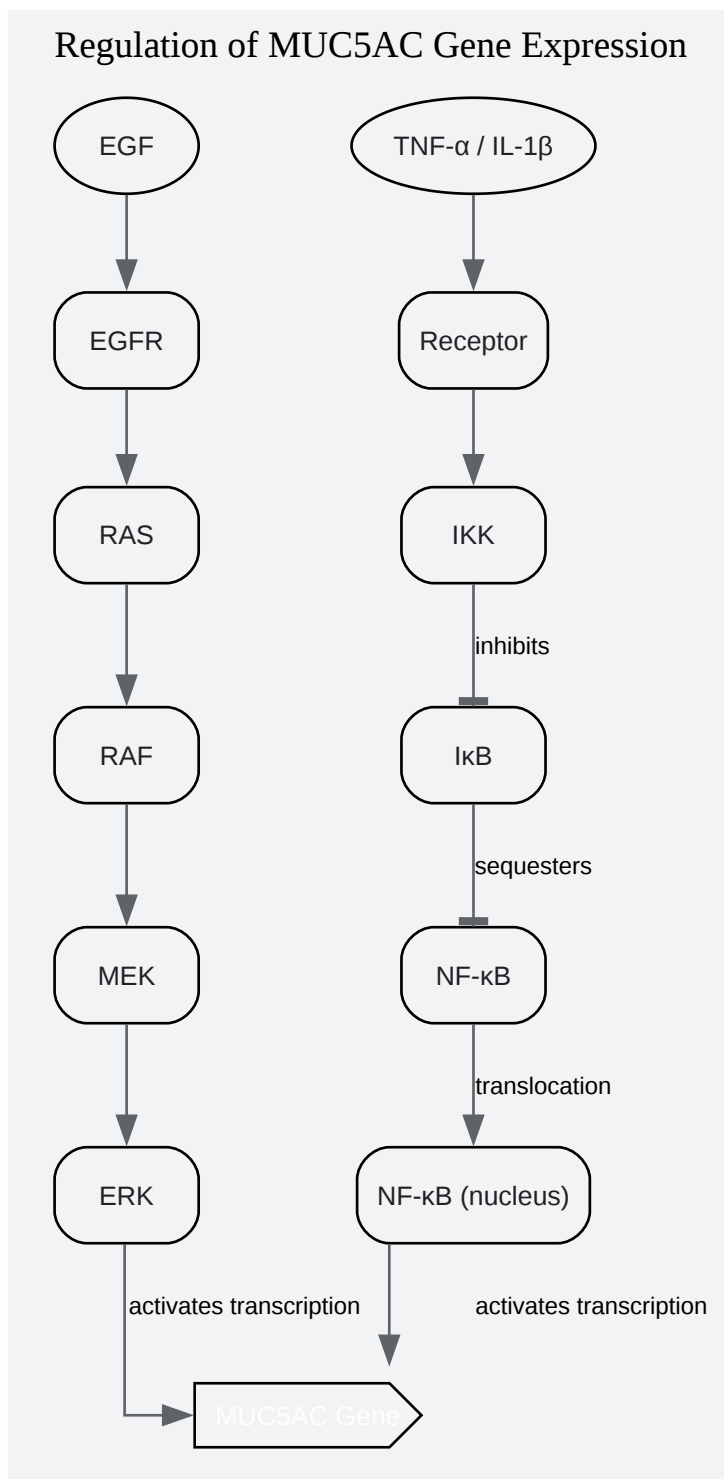 Regulation of MUC5AC Gene Expression
EGF
TNF-α / IL-1β
EGFR
Receptor
RAS
IKK
inhibits
RAF
IκB
sequesters
MEK
NF-κB
translocation
ERK
NF-κB (nucleus)
activates transcription
activates transcription
MUC5AC Gene